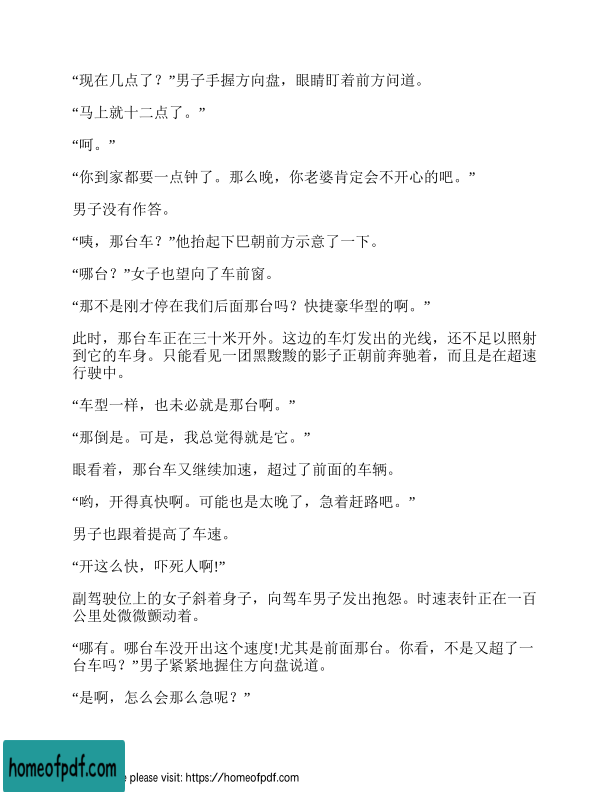 “现在几点了？”男子手握方向盘，眼睛盯着前方问道。
“马上就十二点了。”
“呵。”
“你到家都要一点钟了。那么晚，你老婆肯定会不开心的吧。”
男子没有作答。
“咦，那台车？”他抬起下巴朝前方示意了一下。
“哪台？”女子也望向了车前窗。
“那不是刚才停在我们后面那台吗？快捷豪华型的啊。”
此时，那台车正在三十米开外。这边的车灯发出的光线，还不足以照射
到它的车身。只能看见一团黑黢黢的影子正朝前奔驰着，而且是在超速
行驶中。
“车型一样，也未必就是那台啊。”
“那倒是。可是，我总觉得就是它。”
眼看着，那台车又继续加速，超过了前面的车辆。
“哟，开得真快啊。可能也是太晚了，急着赶路吧。”
男子也跟着提高了车速。
“开这么快，吓死人啊!”
副驾驶位上的女子斜着身子，向驾车男子发出抱怨。时速表针正在一百
公里处微微颤动着。
“哪有。哪台车没开出这个速度!尤其是前面那台。你看，不是又超了一
台车吗？”男子紧紧地握住方向盘说道。
“是啊，怎么会那么急呢？”
homeofpdf.com
e please visit: https://homeofpdf.com